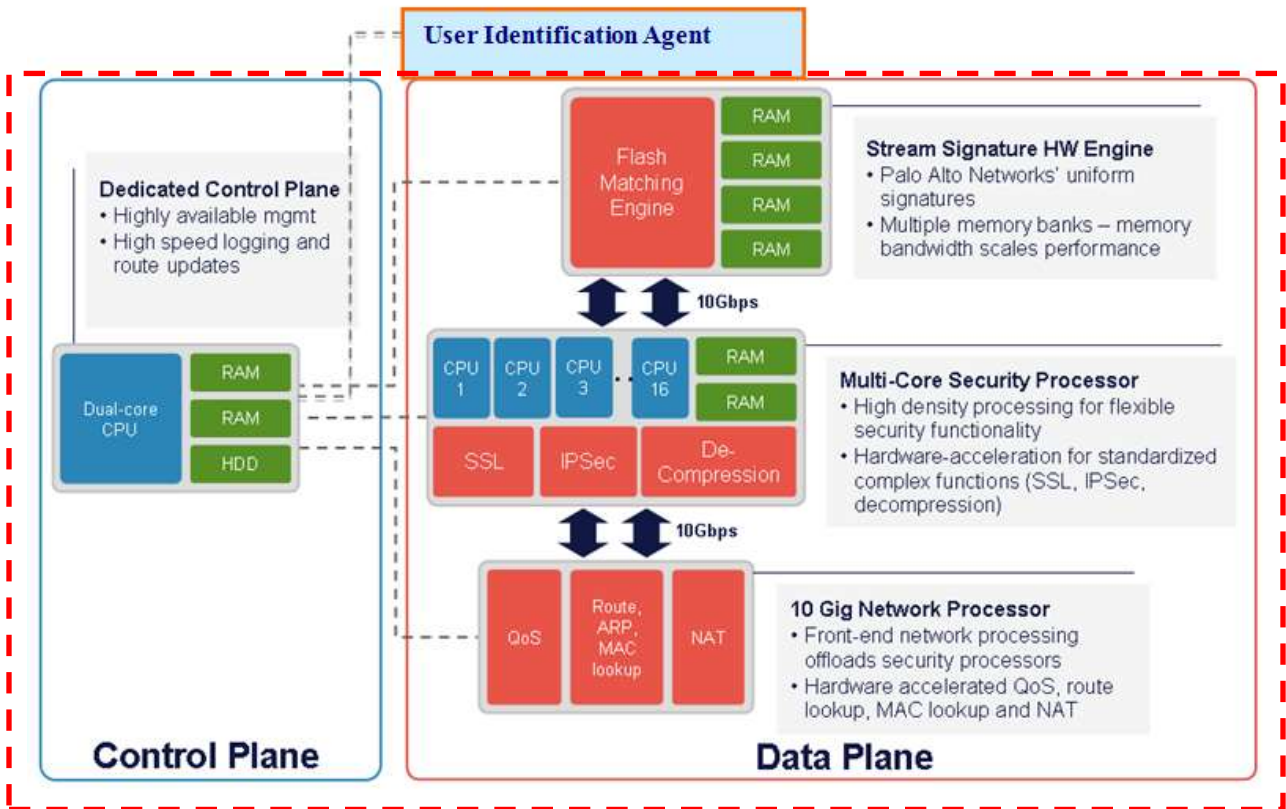 User Identification Agent
Dedicated Control Plane
• Highly available mgmt
• High speed logging and
route updates
Dual-core
CPU
RAM
RAM
HDD
Control Plane
Flash
Matching
Engine
RAM
RAM
RAM
RAM
Stream Signature HW Engine
• Palo Alto Networks' uniform
signatures
• Multiple memory banks – memory
bandwidth scales performance
10Gbps
CPU
1
CPU
2
CPU
3
..
CPU
16
RAM
RAM
SSL
IPSec
De-
Compression
Multi-Core Security Processor
• High density processing for flexible
security functionality
• Hardware-acceleration for standardized
complex functions (SSL, IPSec,
decompression)
10Gbps
QoS
Route,
ARP,
MAC
lookup
NAT
10 Gig Network Processor
• Front-end network processing
offloads security processors
• Hardware accelerated QoS, route
lookup, MAC lookup and NAT
Data Plane